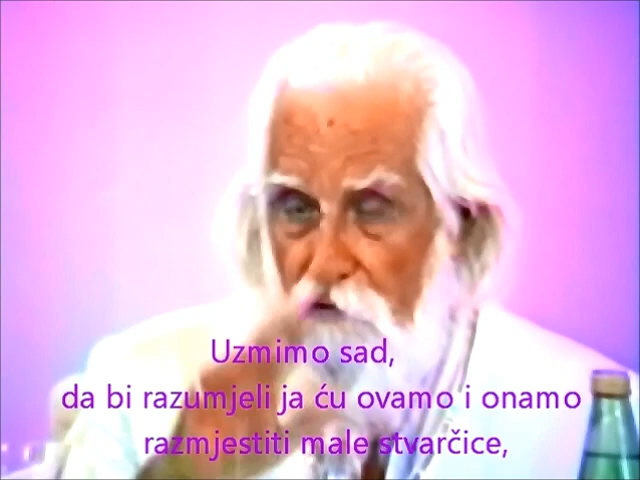 Uzmimo sad,
da bi razumjeli ja ću ovamo i onamo
razmjestiti male stvarčice,